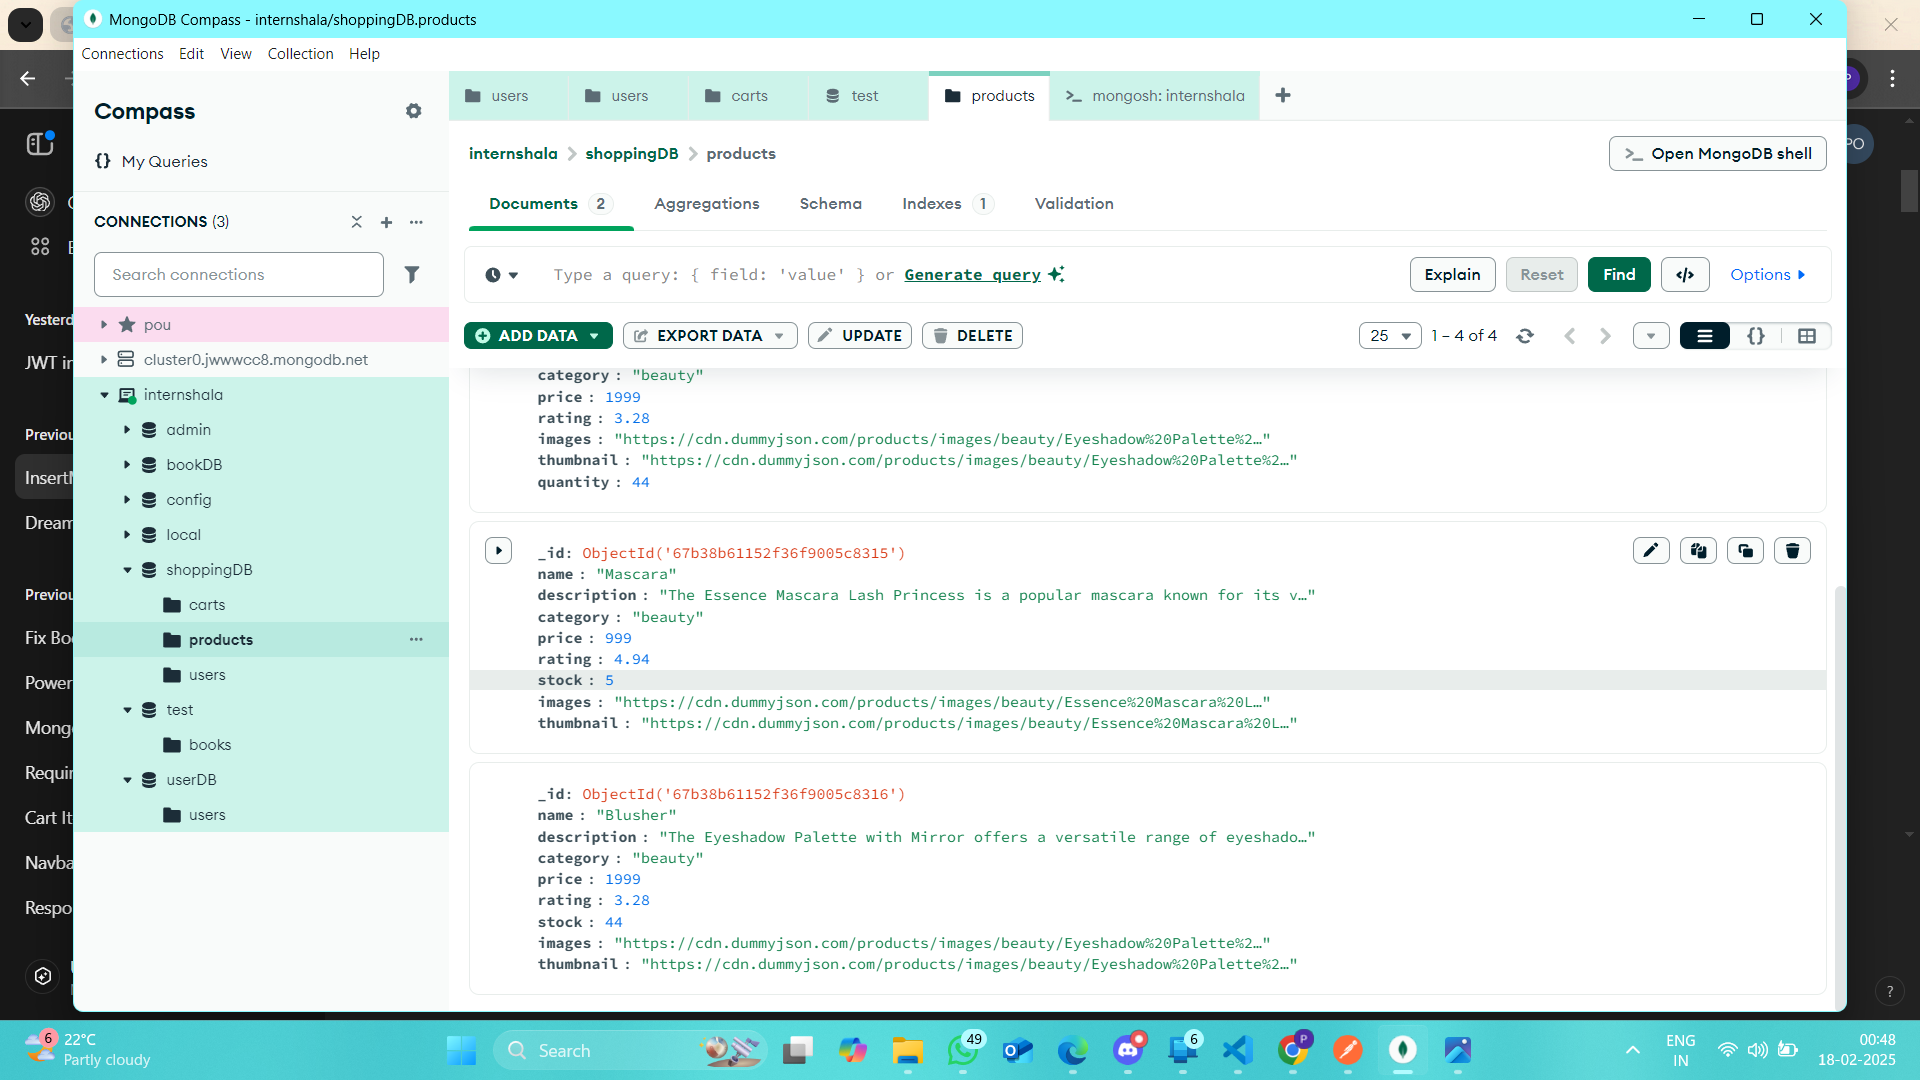 MongoDB Compass - internshala/shoppingDB.products
Connections Edit View Collection Help
Compass
My Queries
CONNECTIONS (3)
Search connections
pou
cluster0.jwwwcc8.mongodb.net
internshala
admin
bookDB
config
local
shoppingDB
carts
products
users
test
books
userDB
users
users users carts test products mongosh: internshala
internshala shoppingDB products
Open MongoDB shell
Documents 2 Aggregations Schema Indexes 1 Validation
Type a query: { field: 'value' } or Generate query
Explain Reset Find </> Options
ADD DATA EXPORT DATA UPDATE DELETE
25 1 – 4 of 4 {}
category : "beauty"
price : 1999
rating : 3.28
images : "https://cdn.dummyjson.com/products/images/beauty/Eyeshadow%20Palette%2…"
thumbnail : "https://cdn.dummyjson.com/products/images/beauty/Eyeshadow%20Palette%2…"
quantity : 44
_id: ObjectId('67b38b61152f36f9005c8315')
name : "Mascara"
description : "The Essence Mascara Lash Princess is a popular mascara known for its v…"
category : "beauty"
price : 999
rating : 4.94
stock : 5
images : "https://cdn.dummyjson.com/products/images/beauty/Essence%20Mascara%20L…"
thumbnail : "https://cdn.dummyjson.com/products/images/beauty/Essence%20Mascara%20L…"
_id: ObjectId('67b38b61152f36f9005c8316')
name : "Blusher"
description : "The Eyeshadow Palette with Mirror offers a versatile range of eyeshado…"
category : "beauty"
price : 1999
rating : 3.28
stock : 44
images : "https://cdn.dummyjson.com/products/images/beauty/Eyeshadow%20Palette%2…"
thumbnail : "https://cdn.dummyjson.com/products/images/beauty/Eyeshadow%20Palette%2…"
Yesterd
JWT in
Previou
Insert
Dream
Previou
Fix Bo
Power
Mong
Requir
Cart It
Navba
Respo
PO
?
6
22°C
Partly cloudy
Search
49
6
P
ENG
IN
00:48
18-02-2025